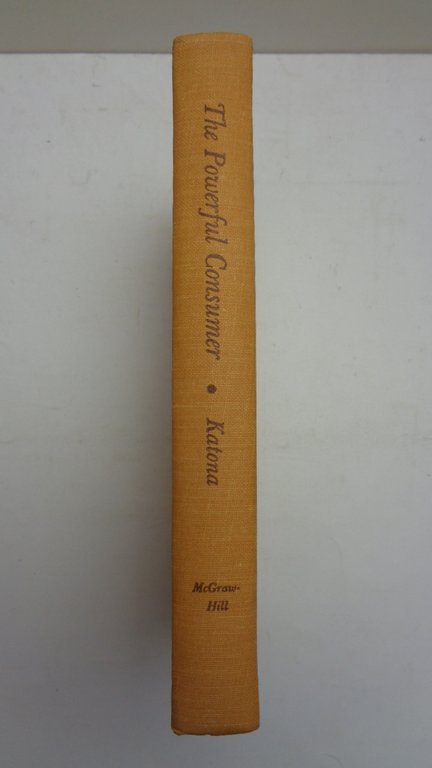 The Powerful Consumer • Katona
McGraw-
Hill